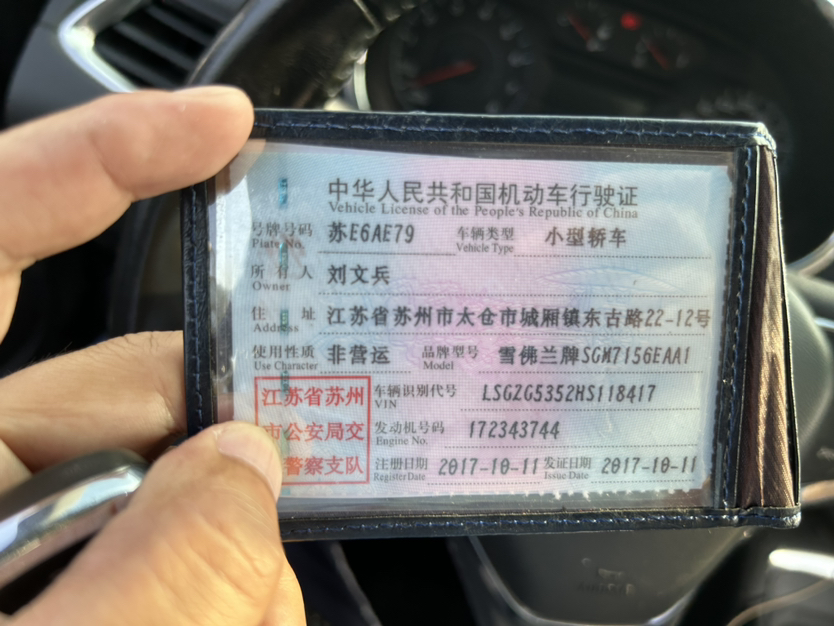 中华人民共和国机动车行驶证
Vehicle License of the People's Republic of China
号牌号码 苏E6AE79 车辆类型 小型轿车
Plate No. Vehicle Type
所有人 刘文兵
Owner
住址 江苏省苏州市太仓市城厢镇东古路22-12号
Address
使用性质 非营运 品牌型号 雪佛兰牌SGM7156EAA1
Use Character Model
江苏省苏州 车辆识别代号 LSGZG5352HS118417
VIN
市公安局交 发动机号码 172343744
Engine No.
警察支队 注册日期 2017-10-11 发证日期 2017-10-11
Register Date Issue Date